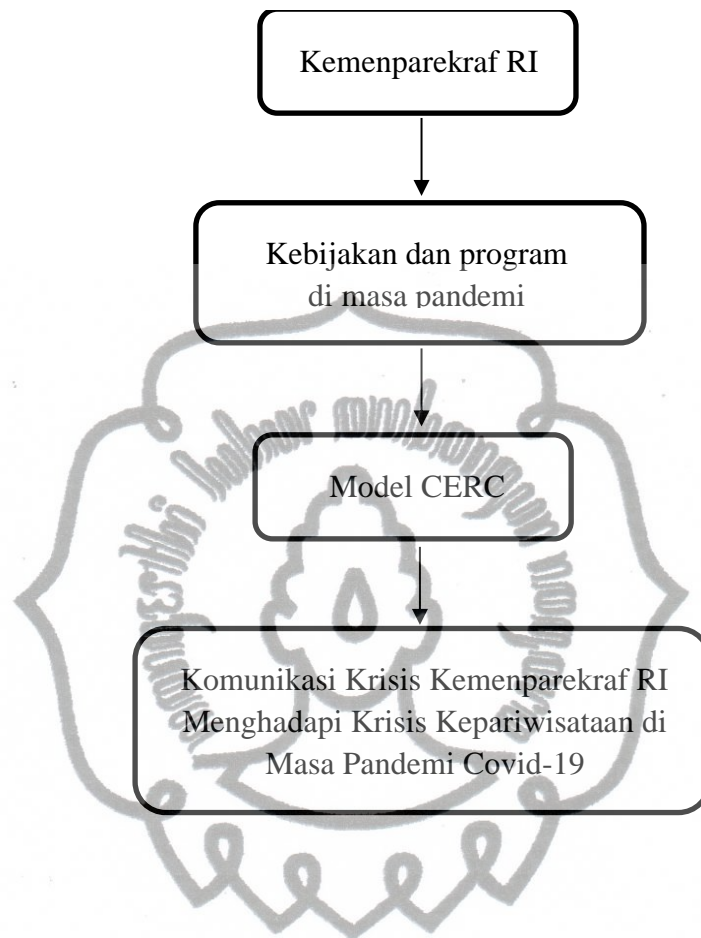 Kemenparekraf RI
Kebijakan dan program
di masa pandemi
Model CERC
Komunikasi Krisis Kemenparekraf RI
Menghadapi Krisis Kepariwisataan di
Masa Pandemi Covid-19